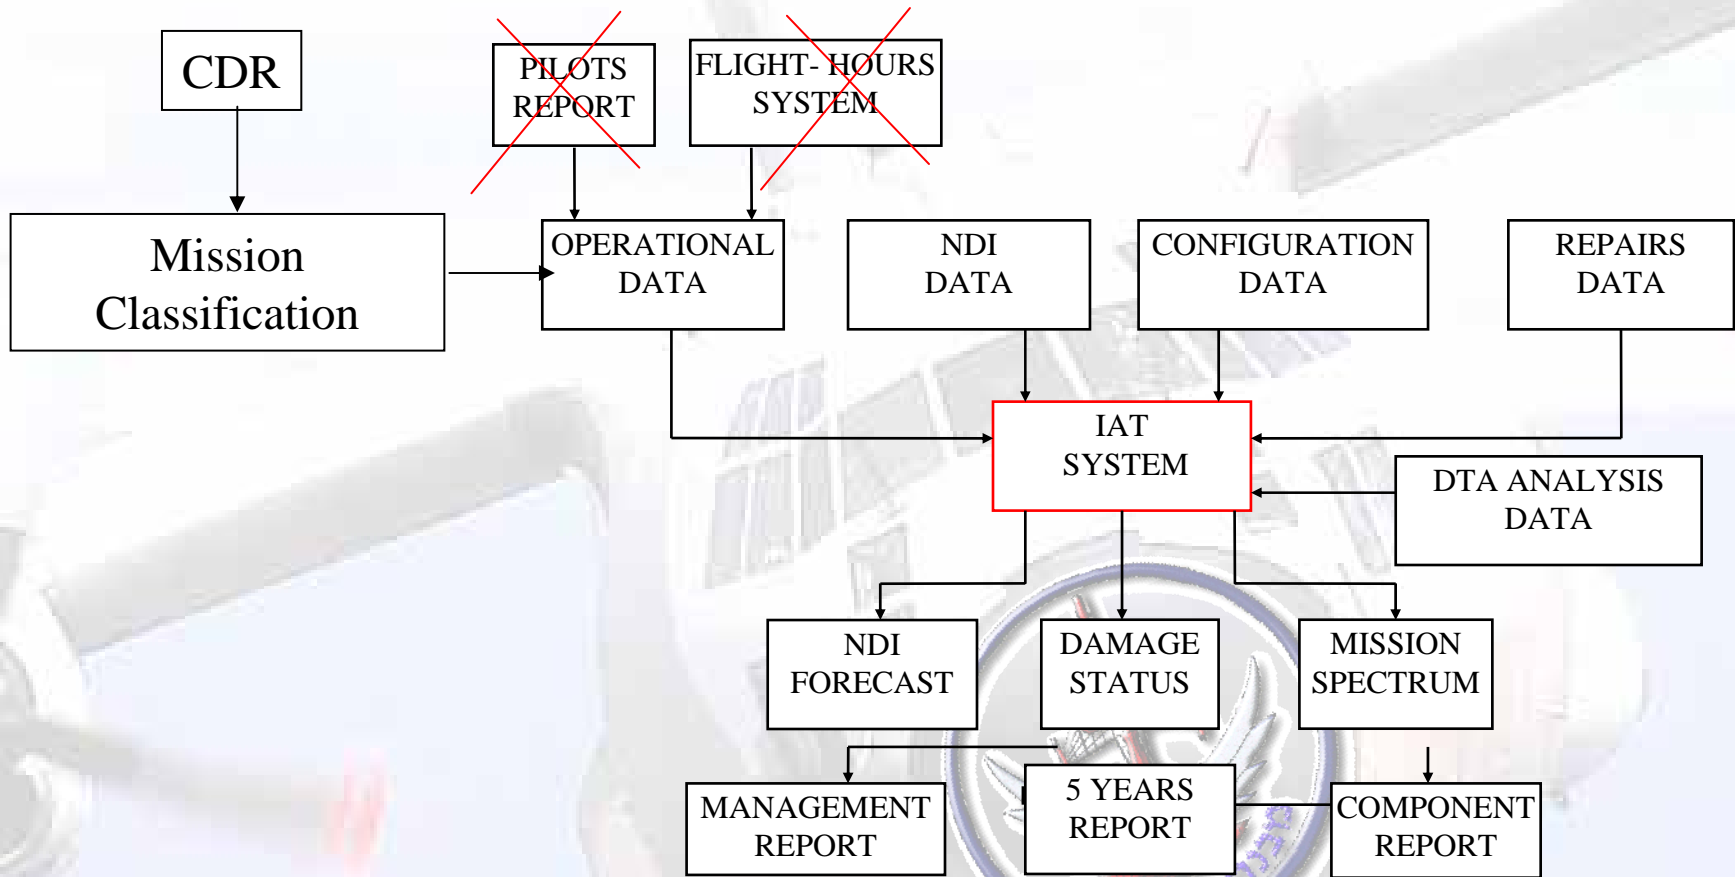 CDR
PILOTS
REPORT
FLIGHT- HOURS
SYSTEM
Mission
Classification
OPERATIONAL
DATA
NDI
DATA
CONFIGURATION
DATA
REPAIRS
DATA
IAT
SYSTEM
DTA ANALYSIS
DATA
NDI
FORECAST
DAMAGE
STATUS
MISSION
SPECTRUM
MANAGEMENT
REPORT
5 YEARS
REPORT
COMPONENT
REPORT